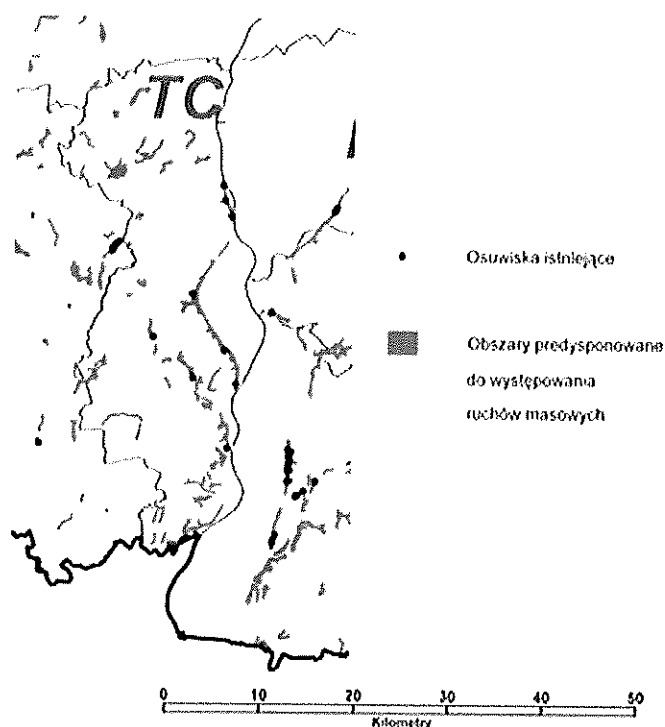 TC
Osuwiska istniejące
Obszary predysponowane
do występowania
ruchów masowych
0 10 20 30 40 50
Kilometry